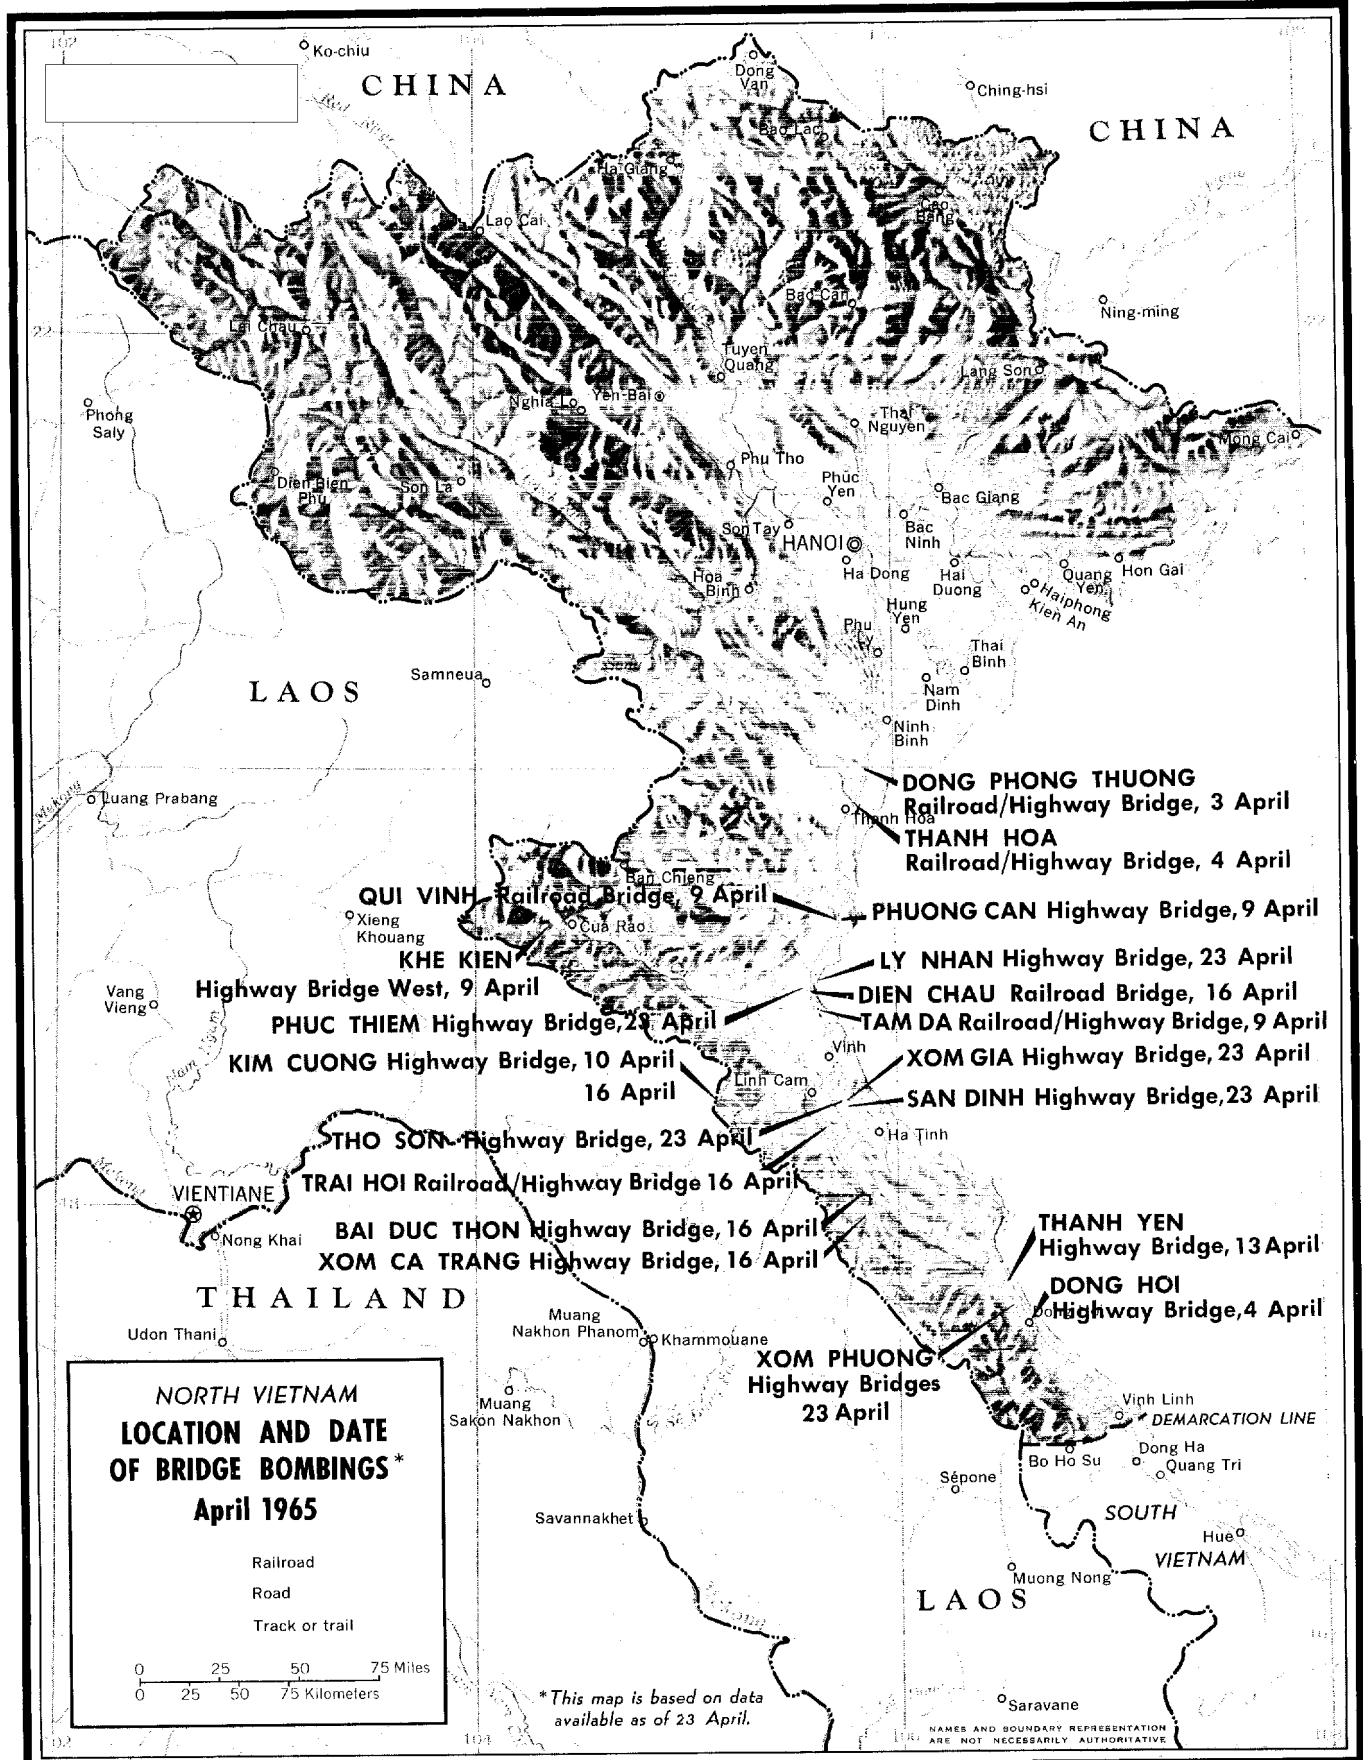 102
Ko-chiu
CHINA
Red River
Dong
Van
Ching-hsi
CHINA
Bao Lac
Ha Giang
Cao
Bang
Lao Cai
Bac Can
Ning-ming
22
22
Lai Chau
Tuyen
Quang
Lang Son
Phong
Saly
Nghia Lo
Yen Bai
Thai
Nguyen
Mong Cai
Phu Tho
Dien Bien
Phu
Son La
Phuc
Yen
Bac Giang
Son Tay
HANOI
Bac
Ninh
Ha Dong
Hai
Duong
Quang
Yen
Hon Gai
Hoa
Binh
Haiphong
Kien An
Hung
Yen
Phu
Ly
Thai
Binh
Samneua
LAOS
Nam
Dinh
Ninh
Binh
Mekong
Luang Prabang
DONG PHONG THUONG
Railroad/Highway Bridge, 3 April
Thanh Hoa
THANH HOA
Railroad/Highway Bridge, 4 April
Ban Chieng
QUI VINH Railroad Bridge, 9 April
PHUONG CAN Highway Bridge, 9 April
Xieng
Khouang
Cua Rao
KHE KIEN
Highway Bridge West, 9 April
LY NHAN Highway Bridge, 23 April
Vang
Vieng
DIEN CHAU Railroad Bridge, 16 April
PHUC THIEM Highway Bridge, 23 April
TAM DA Railroad/Highway Bridge, 9 April
Nam Ngum
Vinh
KIM CUONG Highway Bridge, 10 April
16 April
XOM GIA Highway Bridge, 23 April
Linh Cam
SAN DINH Highway Bridge, 23 April
Ha Tinh
THO SON Highway Bridge, 23 April
Mekong
TRAI HOI Railroad/Highway Bridge 16 April
VIENTIANE
18
BAI DUC THON Highway Bridge, 16 April
THANH YEN
Highway Bridge, 13 April
Nong Khai
XOM CA TRANG Highway Bridge, 16 April
DONG HOI
Highway Bridge, 4 April
THAILAND
Muang
Nakhon Phanom
Khammouane
Udon Thani
XOM PHUONG
Highway Bridges
23 April
Muang
Sakon Nakhon
Vinh Linh
DEMARCATION LINE
Bo Ho Su
Dong Ha
Quang Tri
Sépone
SOUTH
VIETNAM
Hue
Savannakhet
Muong Nong
LAOS
NORTH VIETNAM
LOCATION AND DATE
OF BRIDGE BOMBINGS*
April 1965
Railroad
Road
Track or trail
0 25 50 75 Miles
0 25 50 75 Kilometers
*This map is based on data
available as of 23 April.
Saravane
NAMES AND BOUNDARY REPRESENTATION
ARE NOT NECESSARILY AUTHORITATIVE
102
104
106
108